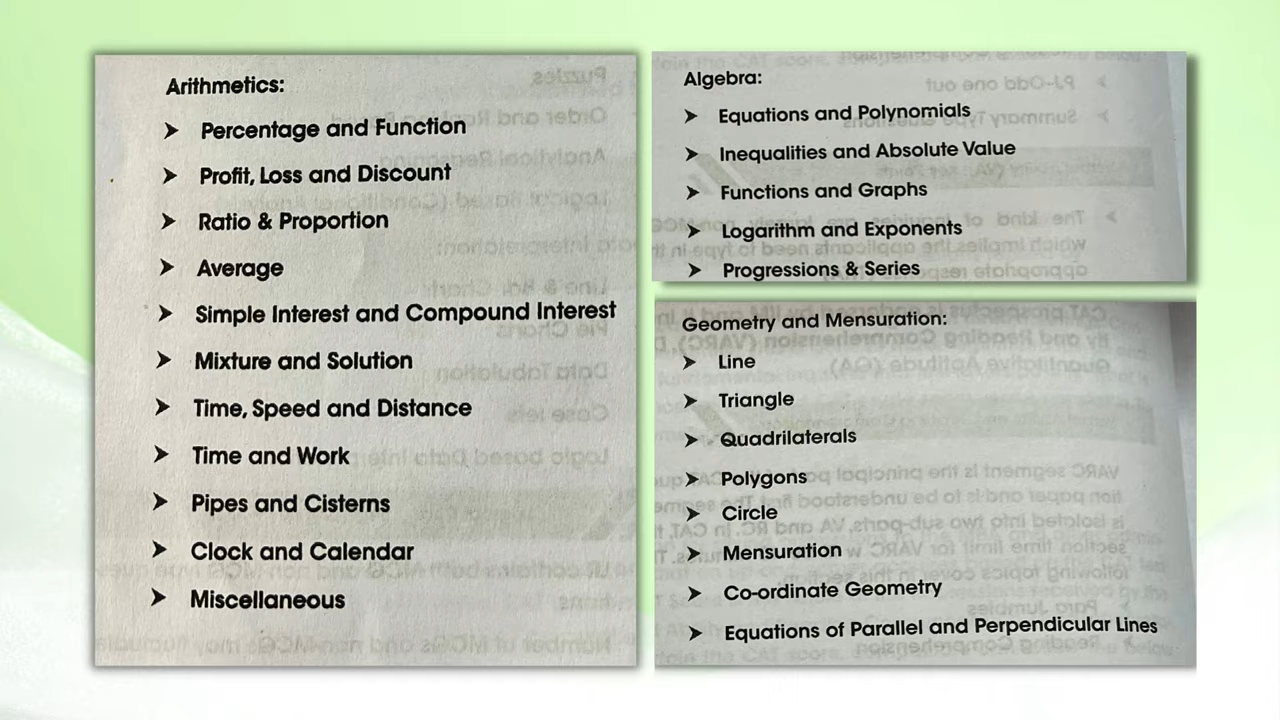 Arithmetics:
➤ Percentage and Function
➤ Profit, Loss and Discount
➤ Ratio & Proportion
➤ Average
➤ Simple Interest and Compound Interest
➤ Mixture and Solution
➤ Time, Speed and Distance
➤ Time and Work
➤ Pipes and Cisterns
➤ Clock and Calendar
➤ Miscellaneous
Algebra:
➤ Equations and Polynomials
➤ Inequalities and Absolute Value
➤ Functions and Graphs
➤ Logarithm and Exponents
➤ Progressions & Series
Geometry and Mensuration:
➤ Line
➤ Triangle
➤ Quadrilaterals
➤ Polygons
➤ Circle
➤ Mensuration
➤ Co-ordinate Geometry
➤ Equations of Parallel and Perpendicular Lines